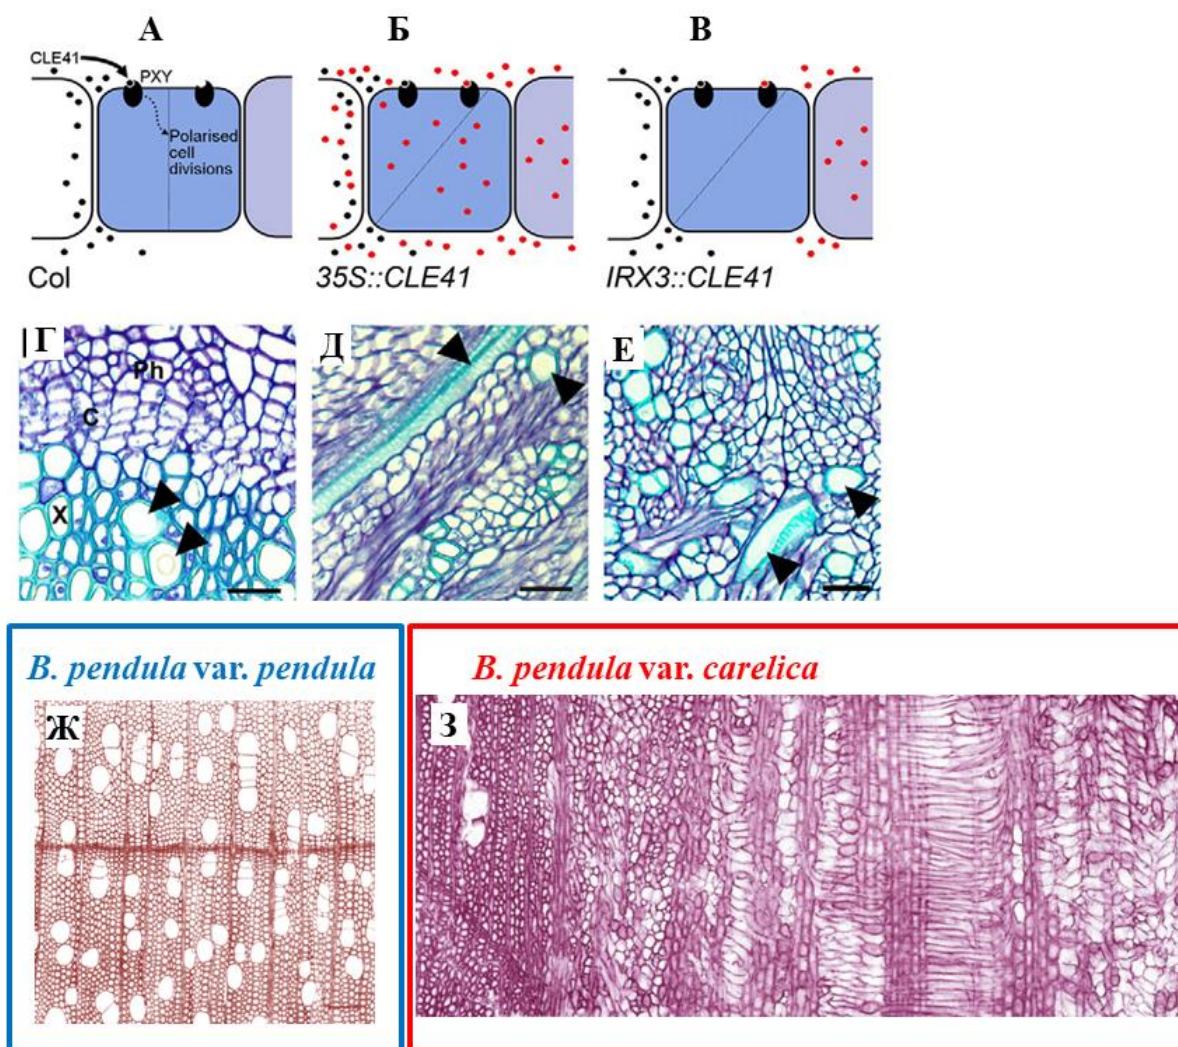 А Б В
CLE41
PXY
Polarised
cell
divisions
Col
35S::CLE41
IRX3::CLE41
Г Д Е
Ph
C
X
B. pendula var. pendula
B. pendula var. carelica
Ж З